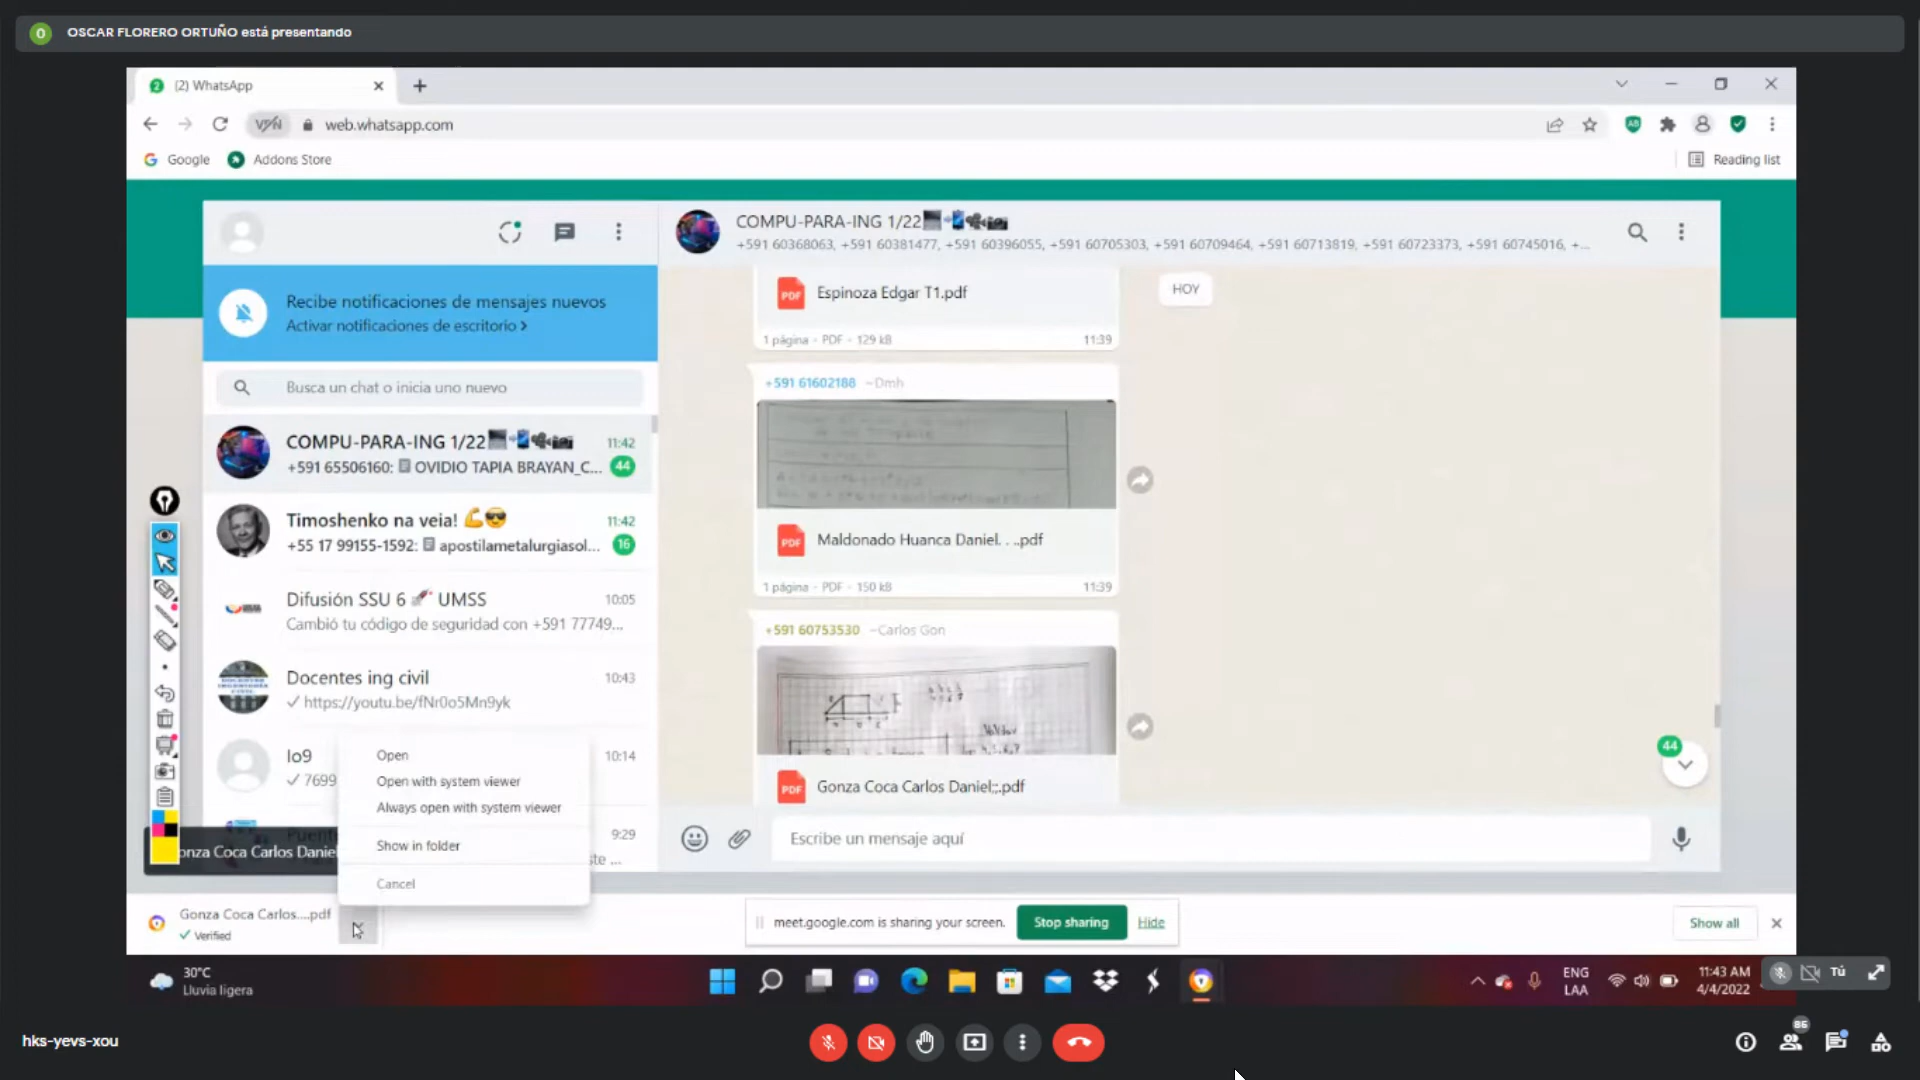 O OSCAR FLORERO ORTUÑO está presentando
2 (2) WhatsApp
VPN web.whatsapp.com
Google Addons Store Reading list
COMPU-PARA-ING 1/22
+591 60368063, +591 60381477, +591 60396055, +591 60705303, +591 60709464, +591 60713819, +591 60723373, +591 60745016, +...
Recibe notificaciones de mensajes nuevos
Activar notificaciones de escritorio >
Busca un chat o inicia uno nuevo
COMPU-PARA-ING 1/22 11:42
+591 65506160: OVIDIO TAPIA BRAYAN_C... 44
Timoshenko na veia! 💪😎 11:42
+55 17 99155-1592: apostilametalurgiasol... 16
Difusión SSU 6 UMSS 10:05
Cambió tu código de seguridad con +591 77749...
Docentes ing civil 10:43
https://youtu.be/fNr0o5Mn9yk
lo9 10:14
7699
Puent 9:29
ste ...
HOY
PDF Espinoza Edgar T1.pdf
1 página - PDF - 129 kB 11:39
+591 61602188 ~Dmh
PDF Maldonado Huanca Daniel. . ..pdf
1 página - PDF - 150 kB 11:39
+591 60753530 ~Carlos Gon
PDF Gonza Coca Carlos Daniel;;.pdf
44
Escribe un mensaje aquí
Open
Open with system viewer
Always open with system viewer
Show in folder
Cancel
onza Coca Carlos Daniel
Gonza Coca Carlos....pdf
Verified
meet.google.com is sharing your screen. Stop sharing Hide
Show all
30°C
Lluvia ligera
ENG
LAA
11:43 AM
4/4/2022
Tú
hks-yevs-xou
86